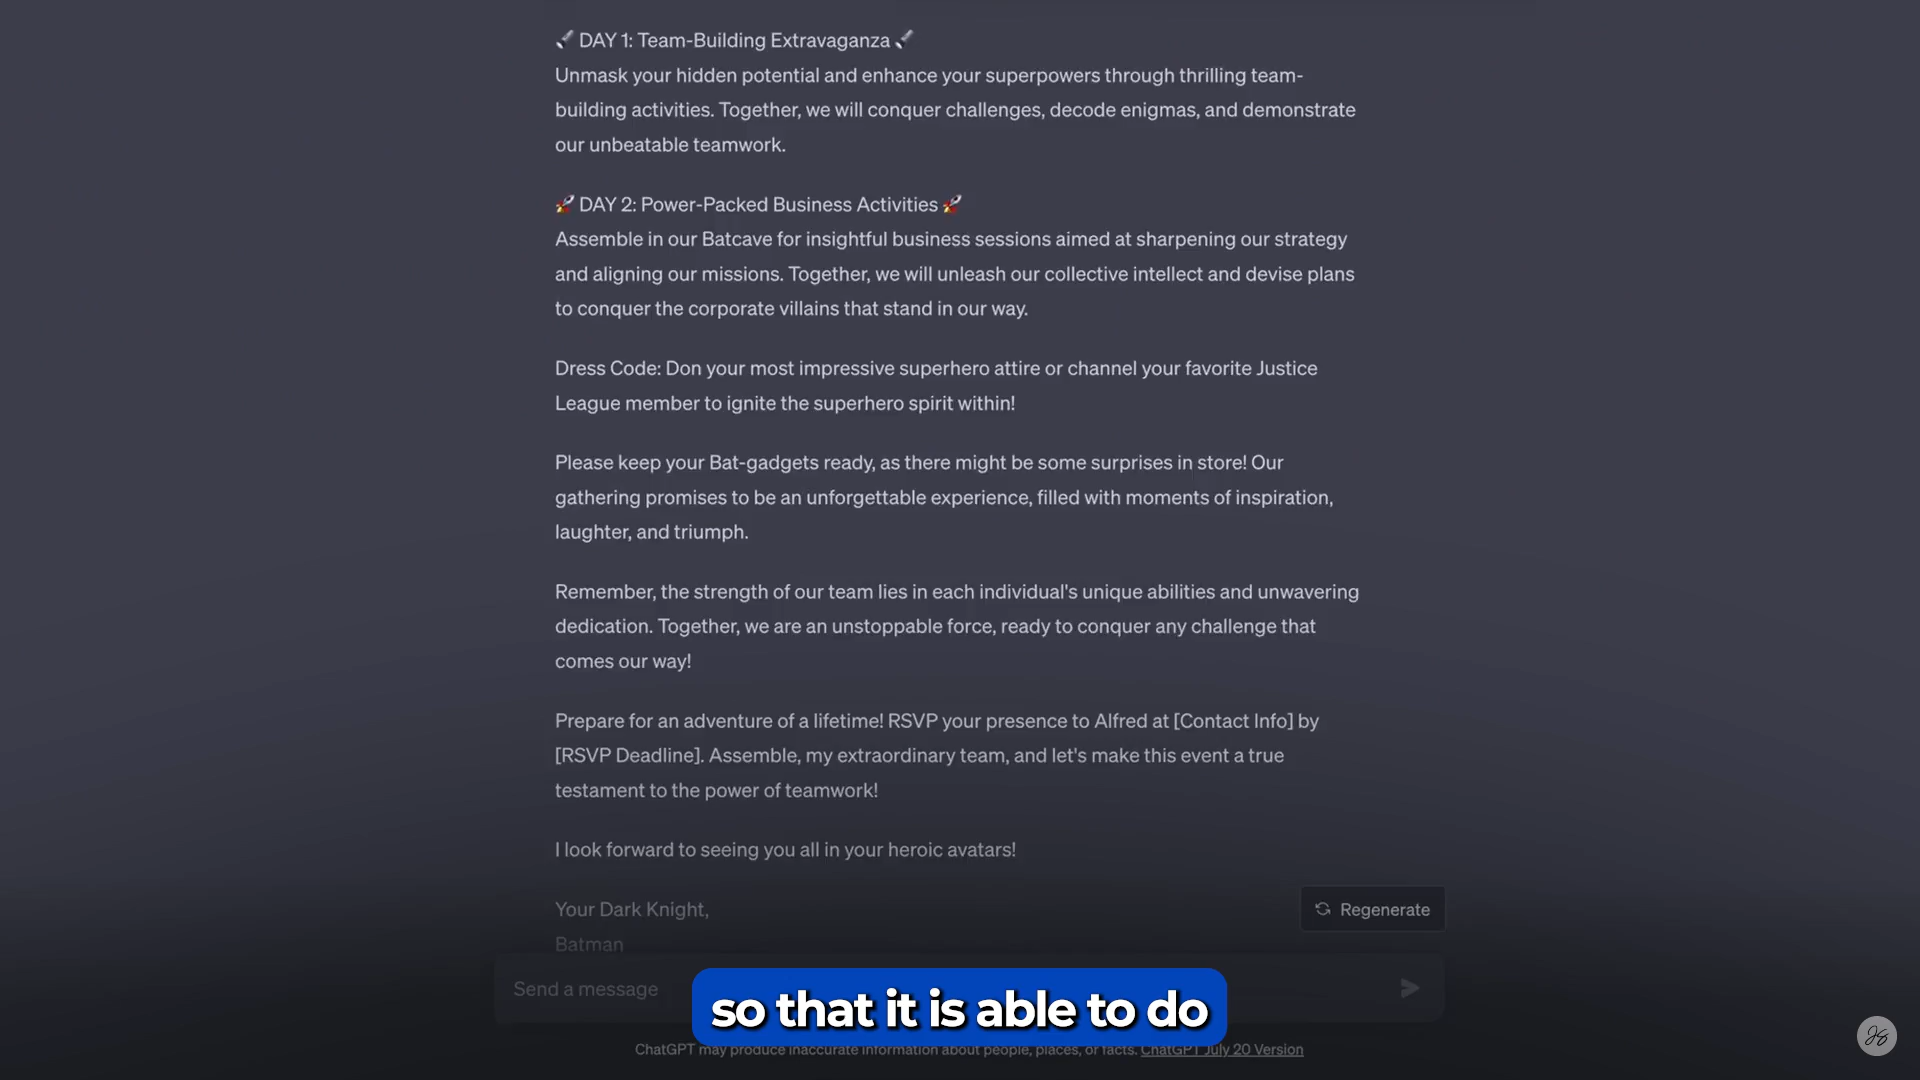 DAY 1: Team-Building Extravaganza
Unmask your hidden potential and enhance your superpowers through thrilling team-
building activities. Together, we will conquer challenges, decode enigmas, and demonstrate
our unbeatable teamwork.
DAY 2: Power-Packed Business Activities
Assemble in our Batcave for insightful business sessions aimed at sharpening our strategy
and aligning our missions. Together, we will unleash our collective intellect and devise plans
to conquer the corporate villains that stand in our way.
Dress Code: Don your most impressive superhero attire or channel your favorite Justice
League member to ignite the superhero spirit within!
Please keep your Bat-gadgets ready, as there might be some surprises in store! Our
gathering promises to be an unforgettable experience, filled with moments of inspiration,
laughter, and triumph.
Remember, the strength of our team lies in each individual's unique abilities and unwavering
dedication. Together, we are an unstoppable force, ready to conquer any challenge that
comes our way!
Prepare for an adventure of a lifetime! RSVP your presence to Alfred at [Contact Info] by
[RSVP Deadline]. Assemble, my extraordinary team, and let's make this event a true
testament to the power of teamwork!
I look forward to seeing you all in your heroic avatars!
Your Dark Knight,
Regenerate
Batman
Send a message
so that it is able to do
ChatGPT may produce inaccurate information about people, places, or facts. ChatGPT July 20 Version
JS